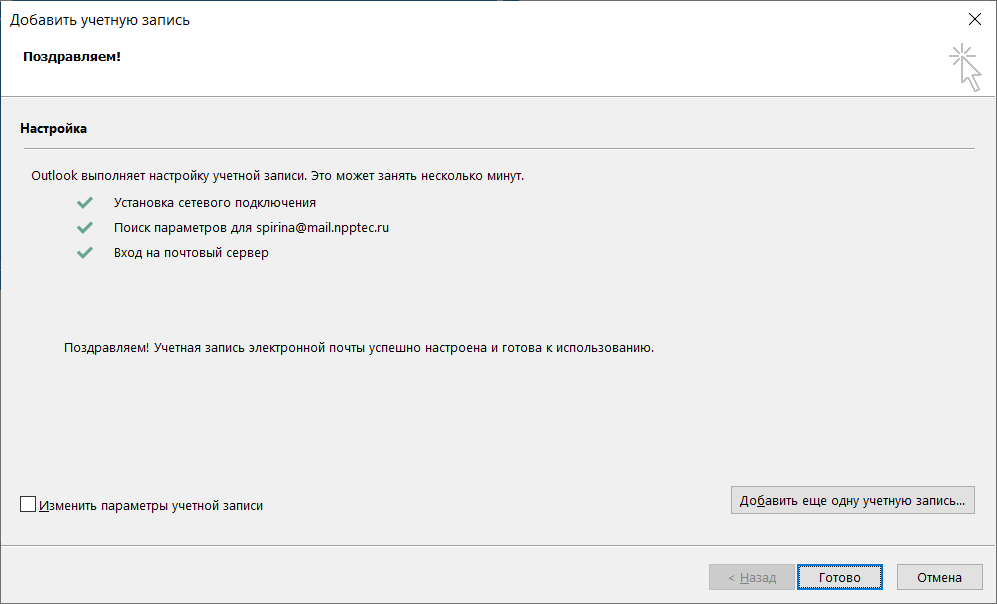 Добавить учетную запись
Поздравляем!
Настройка
Outlook выполняет настройку учетной записи. Это может занять несколько минут.
Установка сетевого подключения
Поиск параметров для spirina@mail.npptec.ru
Вход на почтовый сервер
Поздравляем! Учетная запись электронной почты успешно настроена и готова к использованию.
Изменить параметры учетной записи
Добавить еще одну учетную запись...
< Назад
Готово
Отмена